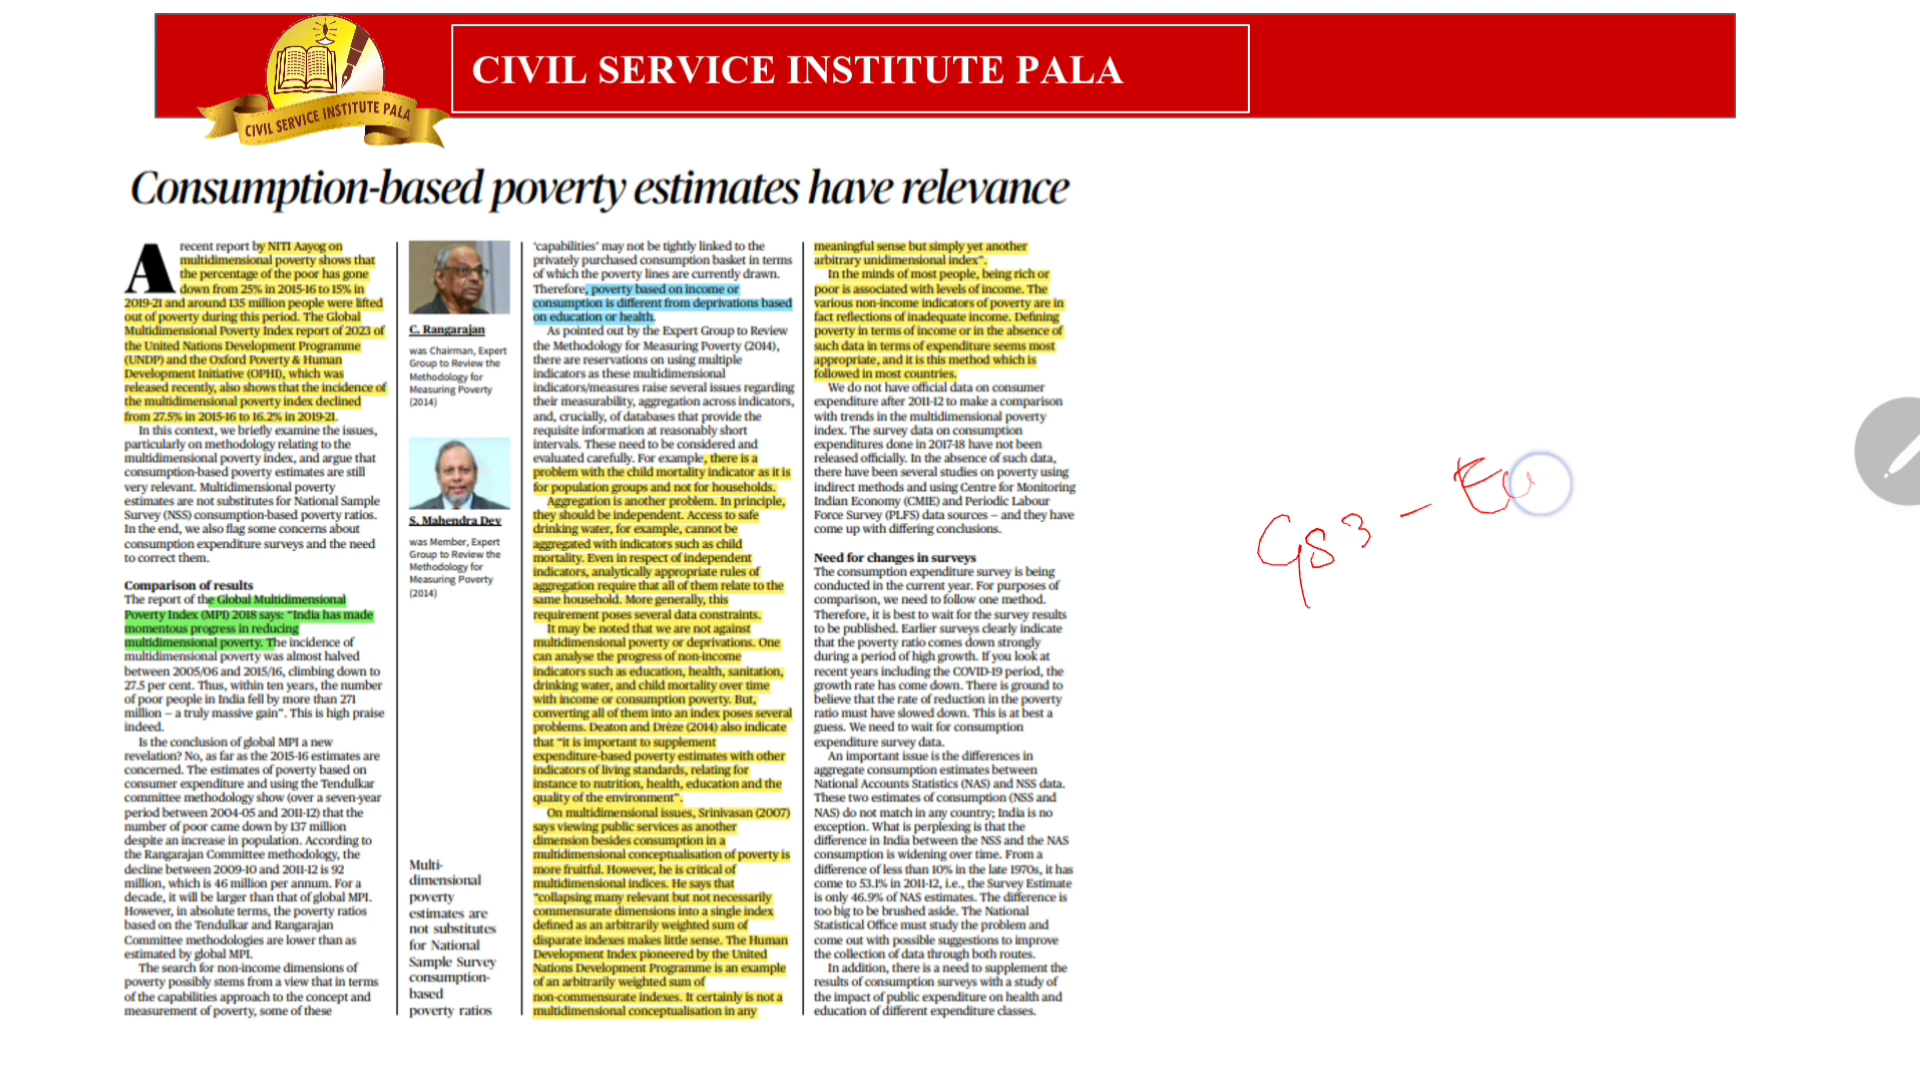 CIVIL SERVICE INSTITUTE PALA
CIVIL SERVICE INSTITUTE PALA
Consumption-based poverty estimates have relevance
A recent report by NITI Aayog on
multidimensional poverty shows that
the percentage of the poor has gone
down from 25% in 2015-16 to 15% in
2019-21 and around 135 million people were lifted
out of poverty during this period. The Global
Multidimensional Poverty Index report of 2023 of
the United Nations Development Programme
(UNDP) and the Oxford Poverty & Human
Development Initiative (OPHI), which was
released recently, also shows that the incidence of
the multidimensional poverty index declined
from 27.5% in 2015-16 to 16.2% in 2019-21.
In this context, we briefly examine the issues,
particularly on methodology relating to the
multidimensional poverty index, and argue that
consumption-based poverty estimates are still
very relevant. Multidimensional poverty
estimates are not substitutes for National Sample
Survey (NSS) consumption-based poverty ratios.
In the end, we also flag some concerns about
consumption expenditure surveys and the need
to correct them.
Comparison of results
The report of the Global Multidimensional
Poverty Index (MPI) 2018 says: "India has made
momentous progress in reducing
multidimensional poverty. The incidence of
multidimensional poverty was almost halved
between 2005/06 and 2015/16, climbing down to
27.5 per cent. Thus, within ten years, the number
of poor people in India fell by more than 271
million – a truly massive gain". This is high praise
indeed.
Is the conclusion of global MPI a new
revelation? No, as far as the 2015-16 estimates are
concerned. The estimates of poverty based on
consumer expenditure and using the Tendulkar
committee methodology show (over a seven-year
period between 2004-05 and 2011-12) that the
number of poor came down by 137 million
despite an increase in population. According to
the Rangarajan Committee methodology, the
decline between 2009-10 and 2011-12 is 92
million, which is 46 million per annum. For a
decade, it will be larger than that of global MPI.
However, in absolute terms, the poverty ratios
based on the Tendulkar and Rangarajan
Committee methodologies are lower than as
estimated by global MPI.
The search for non-income dimensions of
poverty possibly stems from a view that in terms
of the capabilities approach to the concept and
measurement of poverty, some of these
C. Rangarajan
was Chairman, Expert
Group to Review the
Methodology for
Measuring Poverty
(2014)
S. Mahendra Dev
was Member, Expert
Group to Review the
Methodology for
Measuring Poverty
(2014)
Multi-
dimensional
poverty
estimates are
not substitutes
for National
Sample Survey
consumption-
based
poverty ratios
'capabilities' may not be tightly linked to the
privately purchased consumption basket in terms
of which the poverty lines are currently drawn.
Therefore, poverty based on income or
consumption is different from deprivations based
on education or health.
As pointed out by the Expert Group to Review
the Methodology for Measuring Poverty (2014),
there are reservations on using multiple
indicators as these multidimensional
indicators/measures raise several issues regarding
their measurability, aggregation across indicators,
and, crucially, of databases that provide the
requisite information at reasonably short
intervals. These need to be considered and
evaluated carefully. For example, there is a
problem with the child mortality indicator as it is
for population groups and not for households.
Aggregation is another problem. In principle,
they should be independent. Access to safe
drinking water, for example, cannot be
aggregated with indicators such as child
mortality. Even in respect of independent
indicators, analytically appropriate rules of
aggregation require that all of them relate to the
same household. More generally, this
requirement poses several data constraints.
It may be noted that we are not against
multidimensional poverty or deprivations. One
can analyse the progress of non-income
indicators such as education, health, sanitation,
drinking water, and child mortality over time
with income or consumption poverty. But,
converting all of them into an index poses several
problems. Deaton and Drèze (2014) also indicate
that "it is important to supplement
expenditure-based poverty estimates with other
indicators of living standards, relating for
instance to nutrition, health, education and the
quality of the environment".
On multidimensional issues, Srinivasan (2007)
says viewing public services as another
dimension besides consumption in a
multidimensional conceptualisation of poverty is
more fruitful. However, he is critical of
multidimensional indices. He says that
"collapsing many relevant but not necessarily
commensurate dimensions into a single index
defined as an arbitrarily weighted sum of
disparate indexes makes little sense. The Human
Development Index pioneered by the United
Nations Development Programme is an example
of an arbitrarily weighted sum of
non-commensurate indexes. It certainly is not a
multidimensional conceptualisation in any
meaningful sense but simply yet another
arbitrary unidimensional index".
In the minds of most people, being rich or
poor is associated with levels of income. The
various non-income indicators of poverty are in
fact reflections of inadequate income. Defining
poverty in terms of income or in the absence of
such data in terms of expenditure seems most
appropriate, and it is this method which is
followed in most countries.
We do not have official data on consumer
expenditure after 2011-12 to make a comparison
with trends in the multidimensional poverty
index. The survey data on consumption
expenditures done in 2017-18 have not been
released officially. In the absence of such data,
there have been several studies on poverty using
indirect methods and using Centre for Monitoring
Indian Economy (CMIE) and Periodic Labour
Force Survey (PLFS) data sources – and they have
come up with differing conclusions.
Need for changes in surveys
The consumption expenditure survey is being
conducted in the current year. For purposes of
comparison, we need to follow one method.
Therefore, it is best to wait for the survey results
to be published. Earlier surveys clearly indicate
that the poverty ratio comes down strongly
during a period of high growth. If you look at
recent years including the COVID-19 period, the
growth rate has come down. There is ground to
believe that the rate of reduction in the poverty
ratio must have slowed down. This is at best a
guess. We need to wait for consumption
expenditure survey data.
An important issue is the differences in
aggregate consumption estimates between
National Accounts Statistics (NAS) and NSS data.
These two estimates of consumption (NSS and
NAS) do not match in any country; India is no
exception. What is perplexing is that the
difference in India between the NSS and the NAS
consumption is widening over time. From a
difference of less than 10% in the late 1970s, it has
come to 53.1% in 2011-12, i.e., the Survey Estimate
is only 46.9% of NAS estimates. The difference is
too big to be brushed aside. The National
Statistical Office must study the problem and
come out with possible suggestions to improve
the collection of data through both routes.
In addition, there is a need to supplement the
results of consumption surveys with a study of
the impact of public expenditure on health and
education of different expenditure classes.
GS3 –